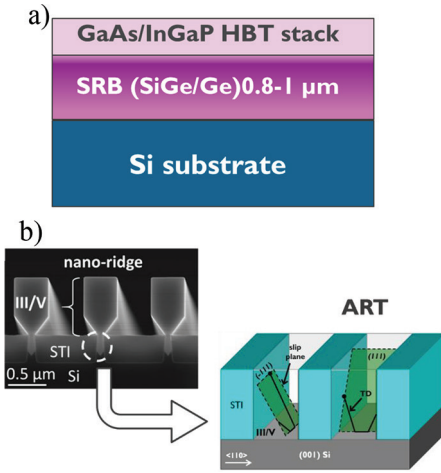 a)
GaAs/InGaP HBT stack
SRB (SiGe/Ge)0.8-1 µm
Si substrate
b)
nano-ridge
III/V
STI
0.5 µm
Si
ART
slip
plane
(-111)
(111)
TD
STI
III/V
<110>
(001) Si